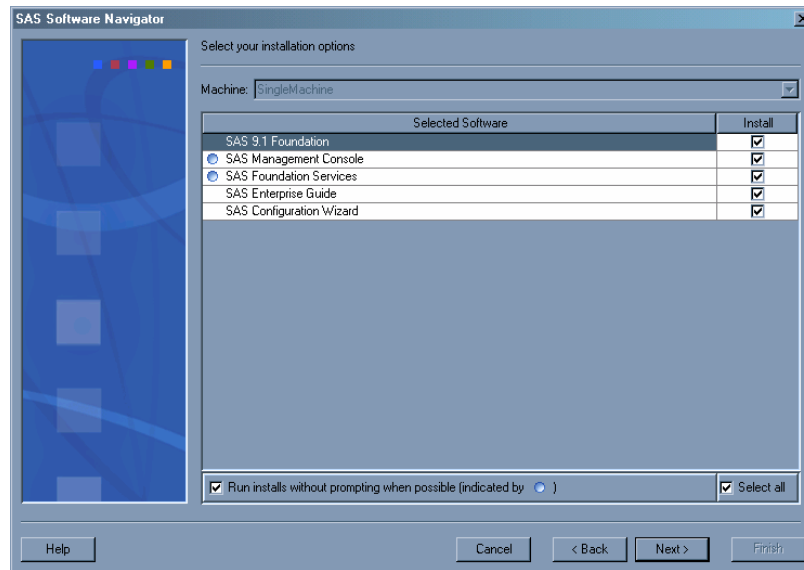 SAS Software Navigator
Select your installation options
Machine: SingleMachine
Selected Software Install
SAS 9.1 Foundation
SAS Management Console
SAS Foundation Services
SAS Enterprise Guide
SAS Configuration Wizard
Run installs without prompting when possible (indicated by ) Select all
Help Cancel < Back Next > Finish